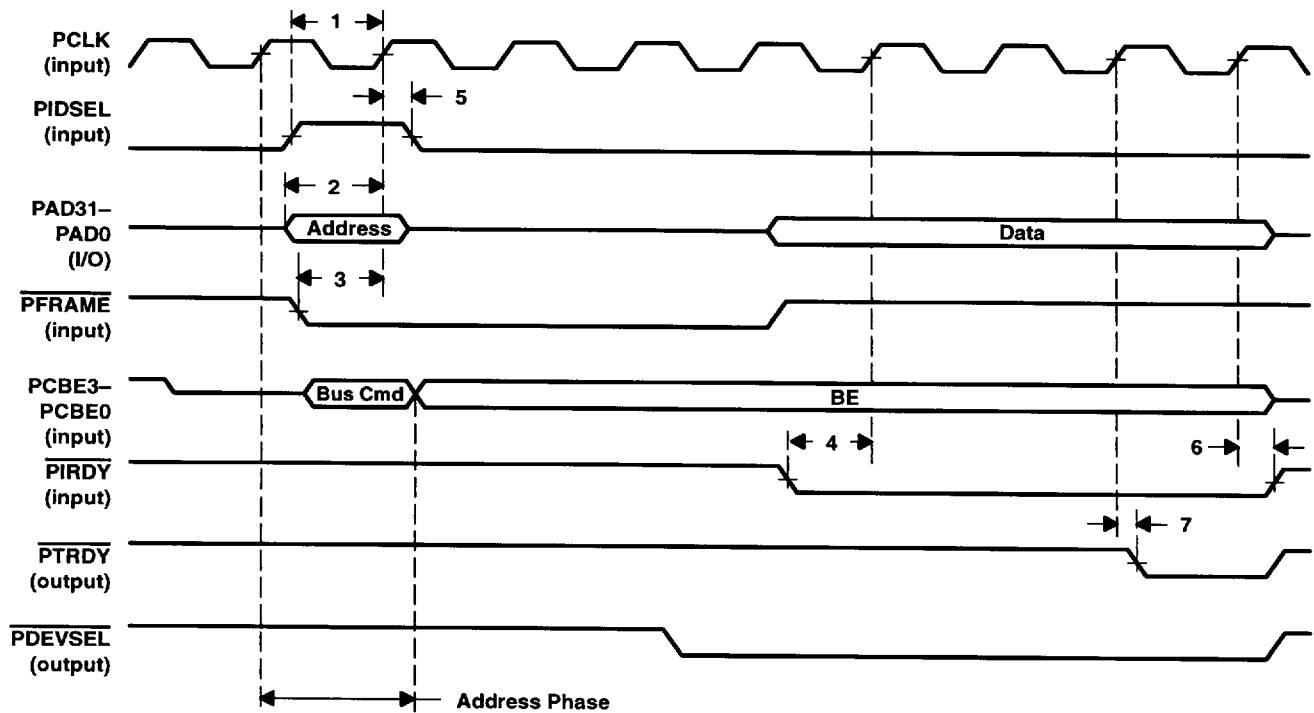 1
PCLK
(input)
5
PIDSEL
(input)
2
PAD31–
PAD0
(I/O)
Address
Data
3
PFRAME
(input)
PCBE3–
PCBE0
(input)
Bus Cmd
BE
4
6
PIRDY
(input)
7
PTRDY
(output)
PDEVSEL
(output)
Address Phase